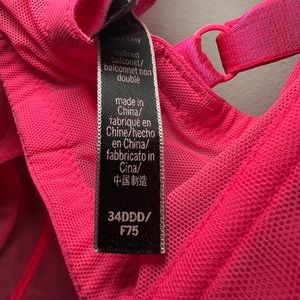 unlined
balconet/
balconnet non
doublé
made in
China/
fabriqué en
Chine/hecho
en China/
fabbricato in
Cina/
中国制造
34DDD/
F75